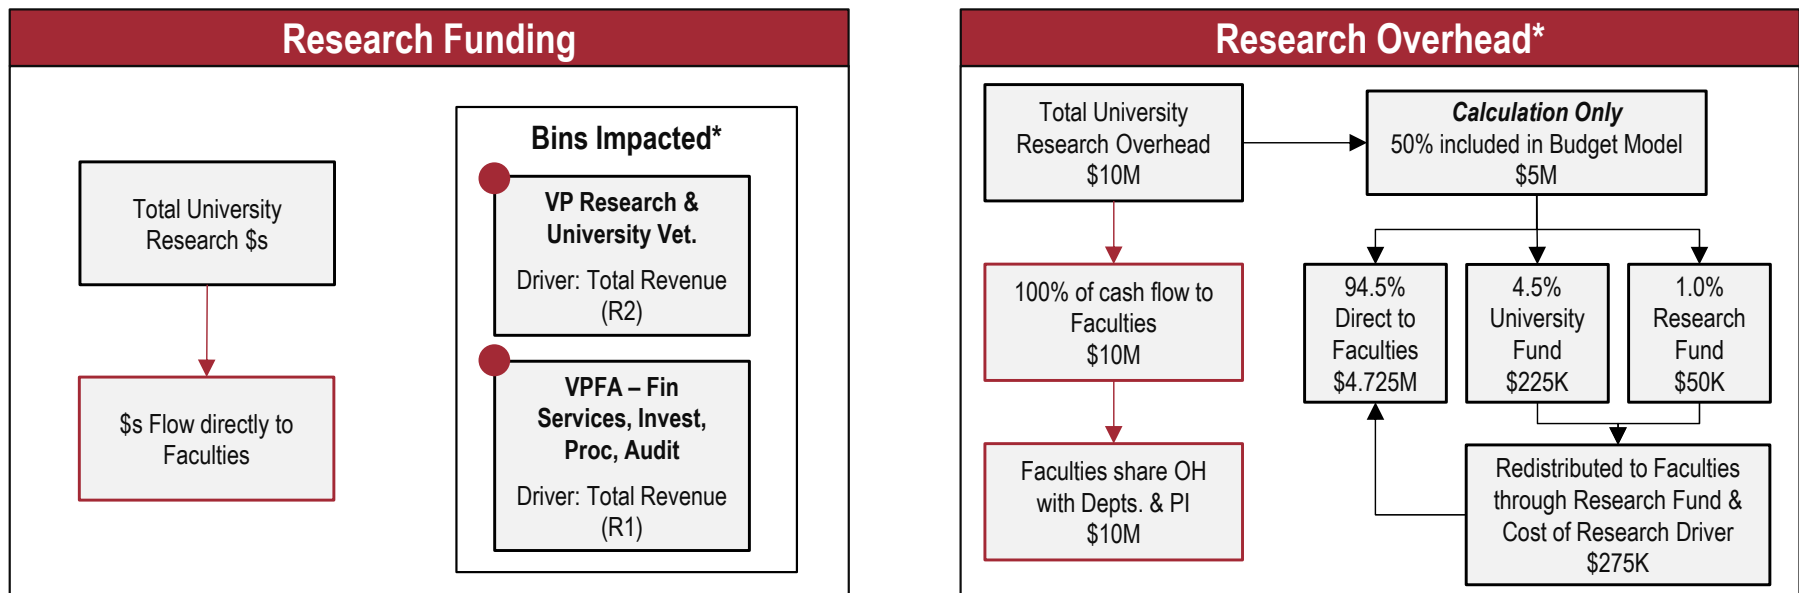 Research Funding
Total University
Research $s
$s Flow directly to
Faculties
Bins Impacted*
VP Research &
University Vet.
Driver: Total Revenue
(R2)
VPFA – Fin
Services, Invest,
Proc, Audit
Driver: Total Revenue
(R1)
Research Overhead*
Total University
Research Overhead
$10M
100% of cash flow to
Faculties
$10M
Faculties share OH
with Depts. & PI
$10M
Calculation Only
50% included in Budget Model
$5M
94.5%
Direct to
Faculties
$4.725M
4.5%
University
Fund
$225K
1.0%
Research
Fund
$50K
Redistributed to Faculties
through Research Fund &
Cost of Research Driver
$275K